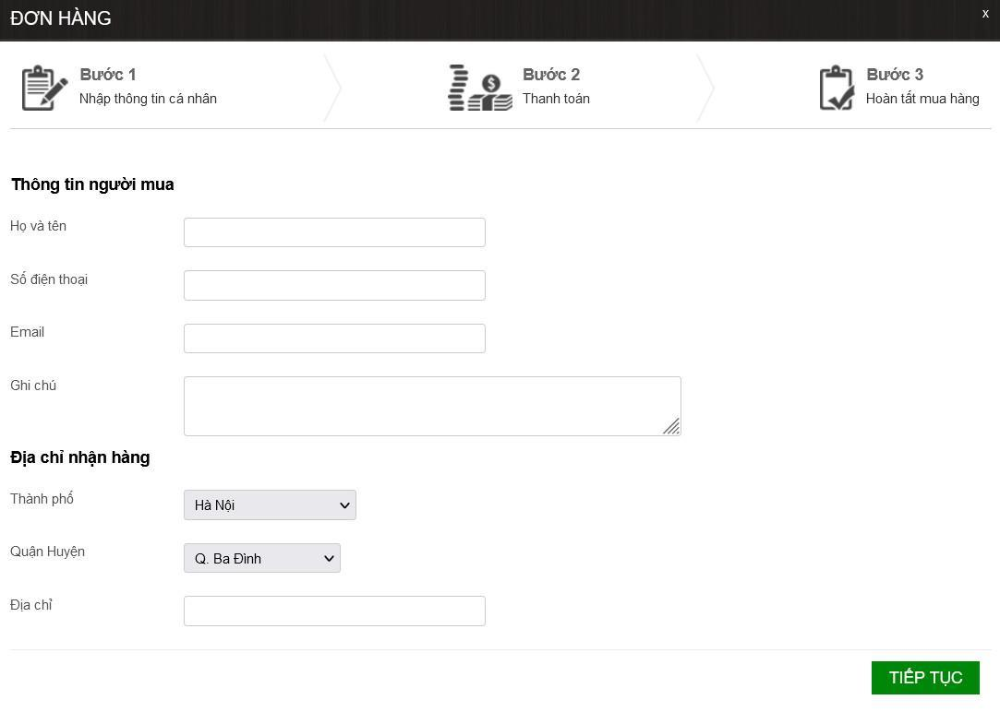 ĐƠN HÀNG
x
Bước 1
Nhập thông tin cá nhân
Bước 2
Thanh toán
Bước 3
Hoàn tất mua hàng
Thông tin người mua
Họ và tên
Số điện thoại
Email
Ghi chú
Địa chỉ nhận hàng
Thành phố
Hà Nội
Quận Huyện
Q. Ba Đình
Địa chỉ
TIẾP TỤC